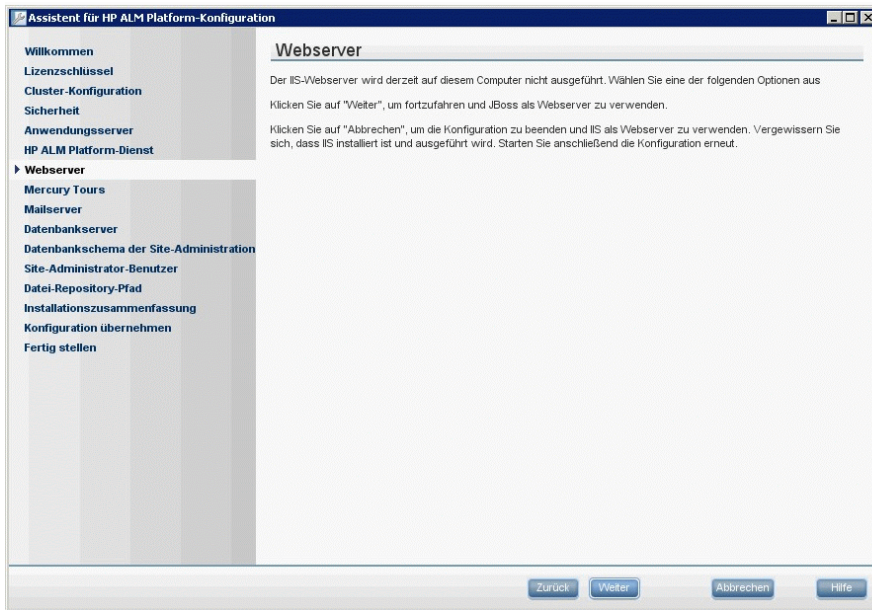 Assistent für HP ALM Platform-Konfiguration
Willkommen
Lizenzschlüssel
Cluster-Konfiguration
Sicherheit
Anwendungsserver
HP ALM Platform-Dienst
Webserver
Mercury Tours
Mailserver
Datenbankserver
Datenbankschema der Site-Administration
Site-Administrator-Benutzer
Datei-Repository-Pfad
Installationszusammenfassung
Konfiguration übernehmen
Fertig stellen
Webserver
Der IIS-Webserver wird derzeit auf diesem Computer nicht ausgeführt. Wählen Sie eine der folgenden Optionen aus
Klicken Sie auf "Weiter", um fortzufahren und JBoss als Webserver zu verwenden.
Klicken Sie auf "Abbrechen", um die Konfiguration zu beenden und IIS als Webserver zu verwenden. Vergewissern Sie
sich, dass IIS installiert ist und ausgeführt wird. Starten Sie anschließend die Konfiguration erneut.
Zurück Weiter Abbrechen Hilfe